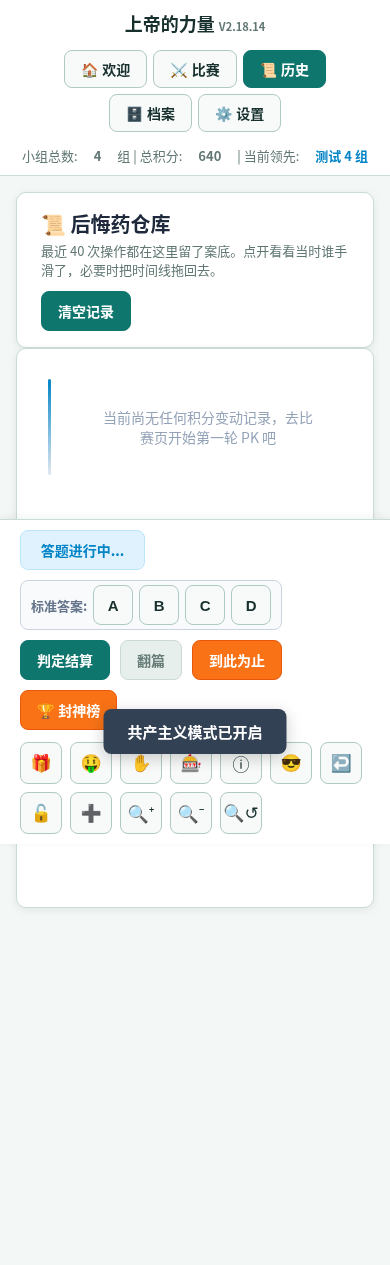 上帝的力量 V2.18.14
🏠 欢迎
⚔️ 比赛
📜 历史
🗄️ 档案
⚙️ 设置
小组总数: 4 组 | 总积分: 640 | 当前领先: 测试 4 组
📜 后悔药仓库
最近 40 次操作都在这里留了案底。点开看看当时谁手
滑了，必要时把时间线拖回去。
清空记录
当前尚无任何积分变动记录，去比
赛页开始第一轮 PK 吧
答题进行中...
标准答案: A B C D
判定结算
翻篇
到此为止
🏆 封神榜
共产主义模式已开启